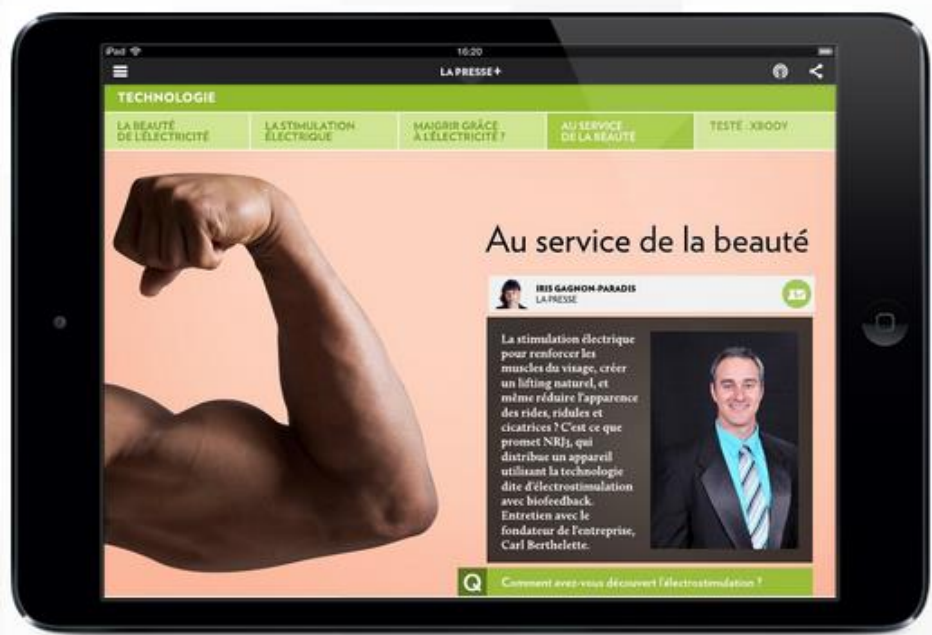 iPad
16:20
LA PRESSE+
TECHNOLOGIE
LA BEAUTÉ
DE L'ÉLECTRICITÉ
LA STIMULATION
ÉLECTRIQUE
MAIGRIR GRÂCE
À L'ÉLECTRICITÉ ?
AU SERVICE
DE LA BEAUTÉ
TESTÉ : XBODY
Au service de la beauté
IRIS GAGNON-PARADIS
LA PRESSE
La stimulation électrique
pour renforcer les
muscles du visage, créer
un lifting naturel, et
même réduire l'apparence
des rides, ridules et
cicatrices ? C'est ce que
promet NRJ5, qui
distribue un appareil
utilisant la technologie
dite d'électrostimulation
avec biofeedback.
Entretien avec le
fondateur de l'entreprise,
Carl Berthelette.
Q
Comment avez-vous découvert l'électrostimulation ?